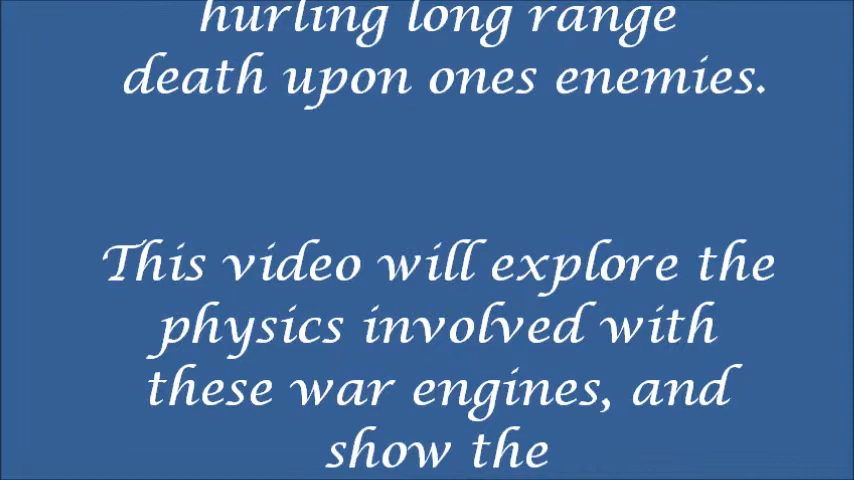 hurling long range
death upon ones enemies.
This video will explore the
physics involved with
these war engines, and
show the